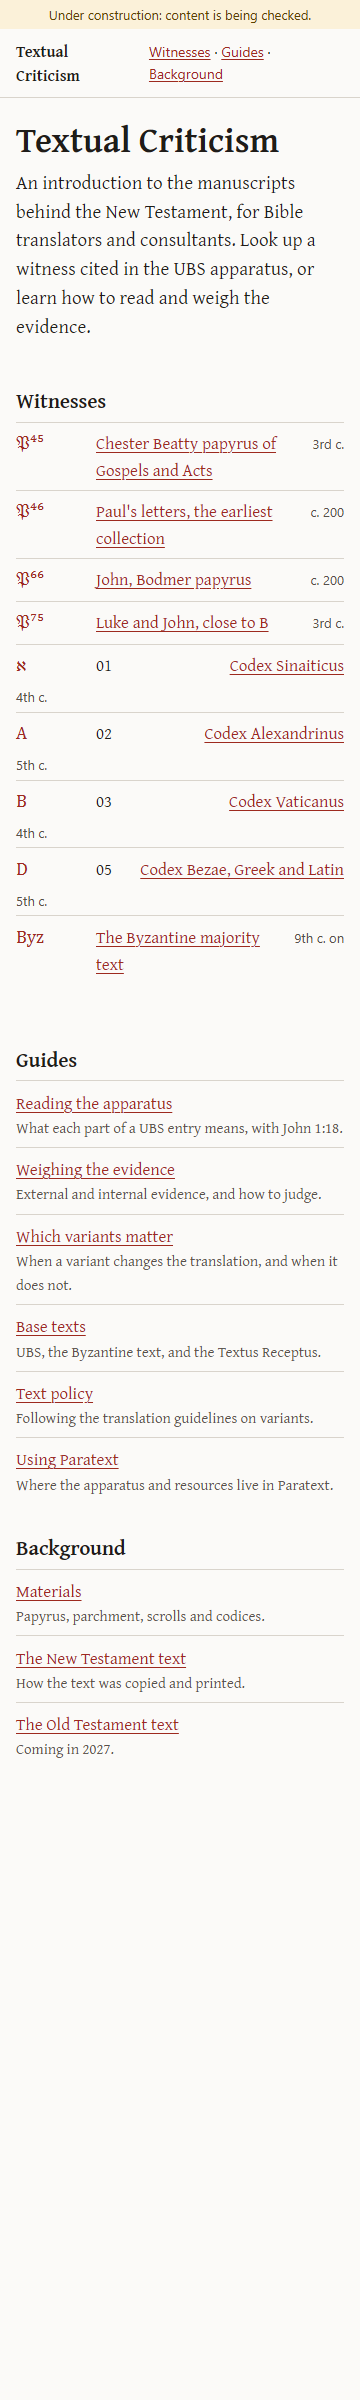 Under construction: content is being checked.
Textual Criticism
Witnesses · Guides · Background
Textual Criticism
An introduction to the manuscripts
behind the New Testament, for Bible
translators and consultants. Look up a
witness cited in the UBS apparatus, or
learn how to read and weigh the
evidence.
Witnesses
𝔓⁴⁵ Chester Beatty papyrus of Gospels and Acts 3rd c.
𝔓⁴⁶ Paul's letters, the earliest collection c. 200
𝔓⁶⁶ John, Bodmer papyrus c. 200
𝔓⁷⁵ Luke and John, close to B 3rd c.
א 01 Codex Sinaiticus
4th c.
A 02 Codex Alexandrinus
5th c.
B 03 Codex Vaticanus
4th c.
D 05 Codex Bezae, Greek and Latin
5th c.
Byz The Byzantine majority text 9th c. on
Guides
Reading the apparatus
What each part of a UBS entry means, with John 1:18.
Weighing the evidence
External and internal evidence, and how to judge.
Which variants matter
When a variant changes the translation, and when it
does not.
Base texts
UBS, the Byzantine text, and the Textus Receptus.
Text policy
Following the translation guidelines on variants.
Using Paratext
Where the apparatus and resources live in Paratext.
Background
Materials
Papyrus, parchment, scrolls and codices.
The New Testament text
How the text was copied and printed.
The Old Testament text
Coming in 2027.